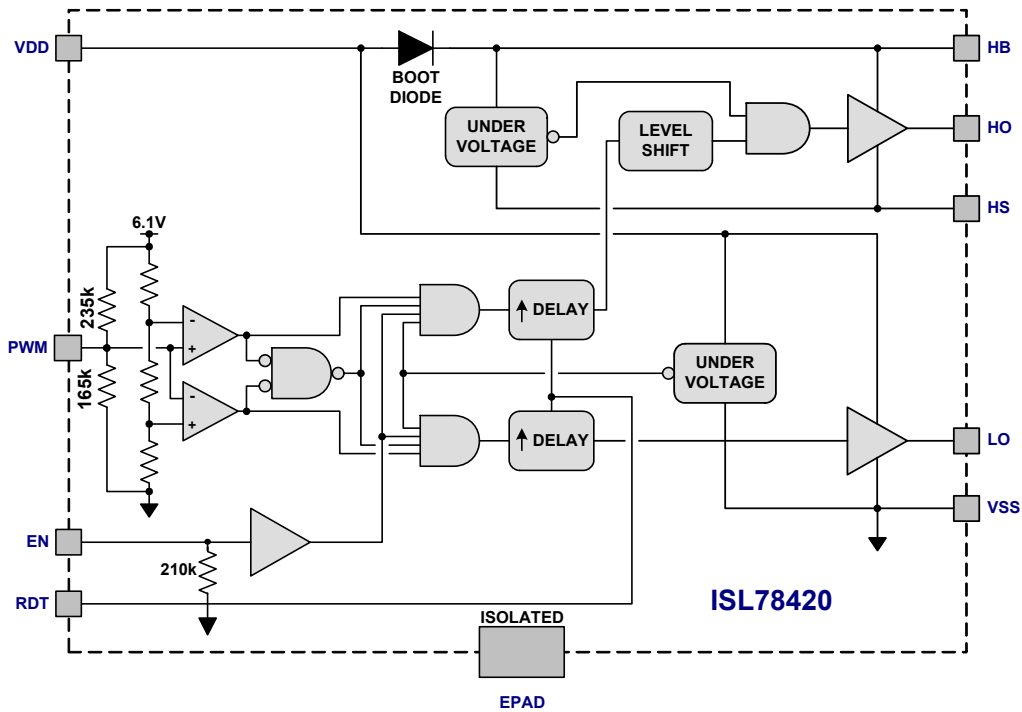 VDD
HB
BOOT
DIODE
UNDER
VOLTAGE
LEVEL
SHIFT
HO
HS
6.1V
235k
-
+
↑ DELAY
PWM
165k
-
+
UNDER
VOLTAGE
↑ DELAY
LO
VSS
EN
210k
RDT
ISL78420
ISOLATED
EPAD